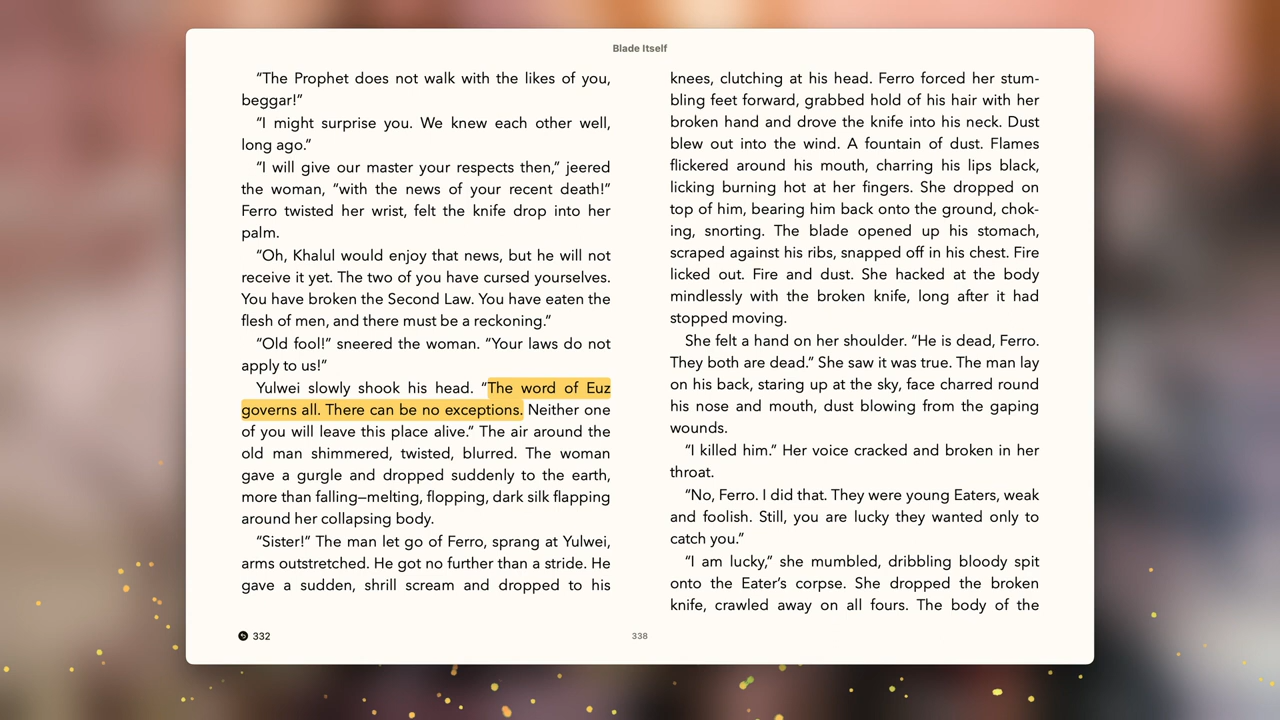 Blade Itself
“The Prophet does not walk with the likes of you,
beggar!”
“I might surprise you. We knew each other well,
long ago.”
“I will give our master your respects then,” jeered
the woman, “with the news of your recent death!”
Ferro twisted her wrist, felt the knife drop into her
palm.
“Oh, Khalul would enjoy that news, but he will not
receive it yet. The two of you have cursed yourselves.
You have broken the Second Law. You have eaten the
flesh of men, and there must be a reckoning.”
“Old fool!” sneered the woman. “Your laws do not
apply to us!”
Yulwei slowly shook his head. “The word of Euz
governs all. There can be no exceptions. Neither one
of you will leave this place alive.” The air around the
old man shimmered, twisted, blurred. The woman
gave a gurgle and dropped suddenly to the earth,
more than falling—melting, flopping, dark silk flapping
around her collapsing body.
“Sister!” The man let go of Ferro, sprang at Yulwei,
arms outstretched. He got no further than a stride. He
gave a sudden, shrill scream and dropped to his
knees, clutching at his head. Ferro forced her stum-
bling feet forward, grabbed hold of his hair with her
broken hand and drove the knife into his neck. Dust
blew out into the wind. A fountain of dust. Flames
flickered around his mouth, charring his lips black,
licking burning hot at her fingers. She dropped on
top of him, bearing him back onto the ground, chok-
ing, snorting. The blade opened up his stomach,
scraped against his ribs, snapped off in his chest. Fire
licked out. Fire and dust. She hacked at the body
mindlessly with the broken knife, long after it had
stopped moving.
She felt a hand on her shoulder. “He is dead, Ferro.
They both are dead.” She saw it was true. The man lay
on his back, staring up at the sky, face charred round
his nose and mouth, dust blowing from the gaping
wounds.
“I killed him.” Her voice cracked and broken in her
throat.
“No, Ferro. I did that. They were young Eaters, weak
and foolish. Still, you are lucky they wanted only to
catch you.”
“I am lucky,” she mumbled, dribbling bloody spit
onto the Eater’s corpse. She dropped the broken
knife, crawled away on all fours. The body of the
332
338